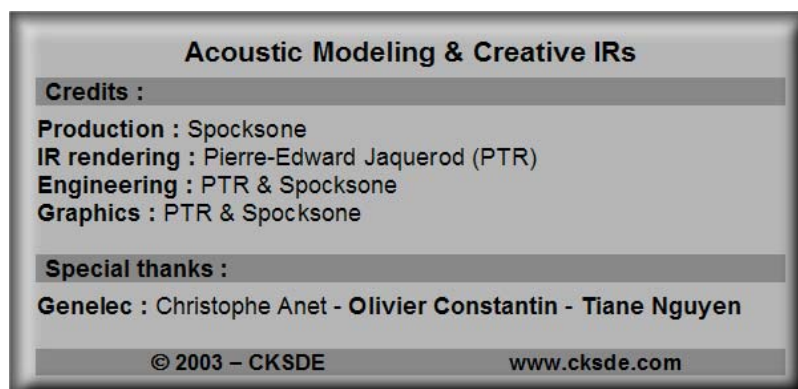 Acoustic Modeling & Creative IRs
Credits :
Production : Spocksone
IR rendering : Pierre-Edward Jaquerod (PTR)
Engineering : PTR & Spocksone
Graphics : PTR & Spocksone
Special thanks :
Genelec : Christophe Anet - Olivier Constantin - Tiane Nguyen
© 2003 – CKSDE www.cksde.com